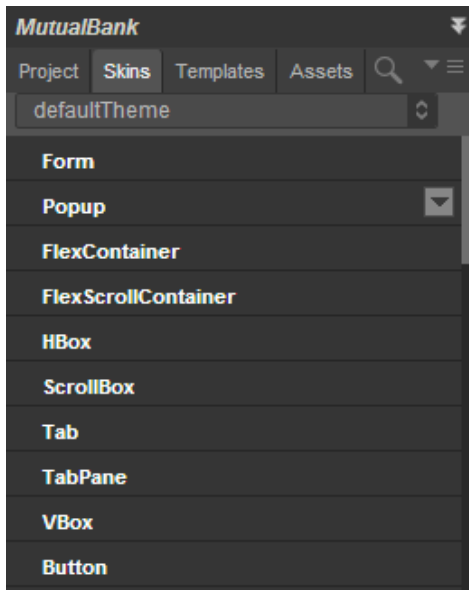 MutualBank
Project Skins Templates Assets
defaultTheme
Form
Popup
FlexContainer
FlexScrollContainer
HBox
ScrollBox
Tab
TabPane
VBox
Button